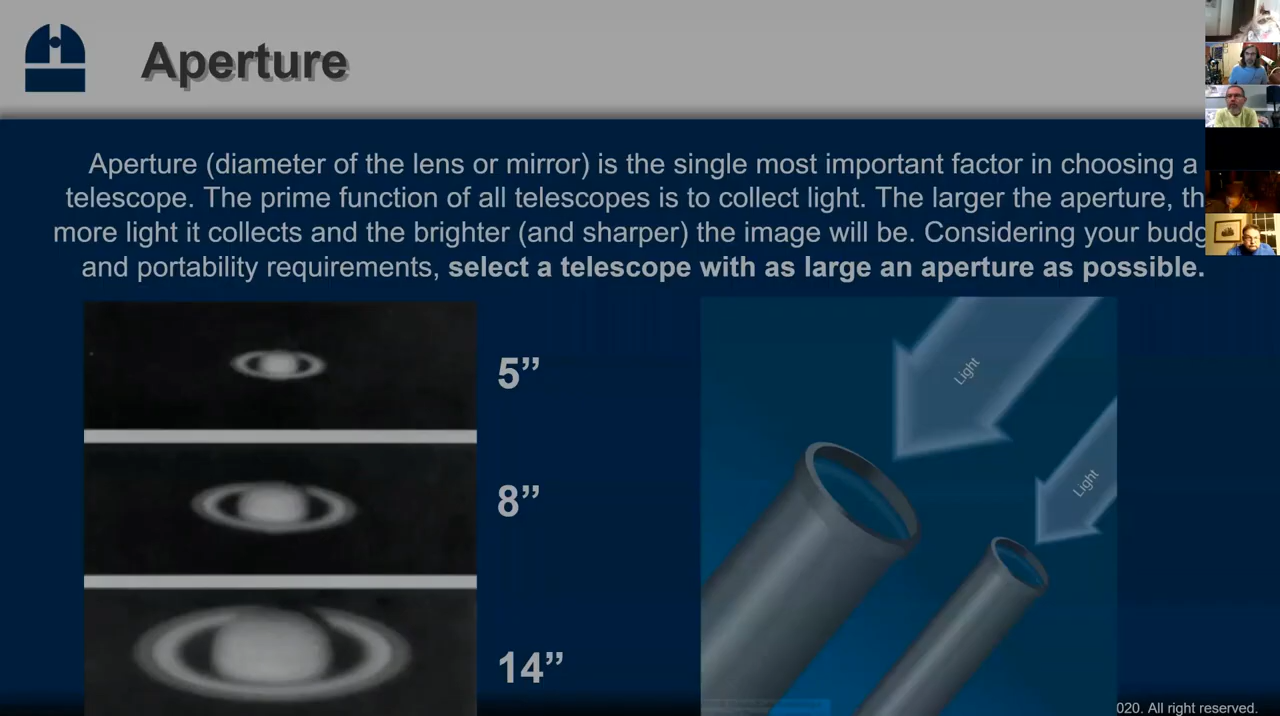 Aperture
Aperture (diameter of the lens or mirror) is the single most important factor in choosing a
telescope. The prime function of all telescopes is to collect light. The larger the aperture, th
more light it collects and the brighter (and sharper) the image will be. Considering your budg
and portability requirements, select a telescope with as large an aperture as possible.
5”
8”
14”
Light
Light
020. All right reserved.